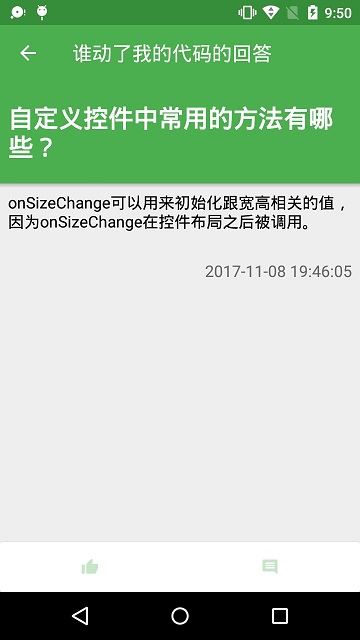 9:50
谁动了我的代码的回答
自定义控件中常用的方法有哪
些？
onSizeChange可以用来初始化跟宽高相关的值，
因为onSizeChange在控件布局之后被调用。
2017-11-08 19:46:05